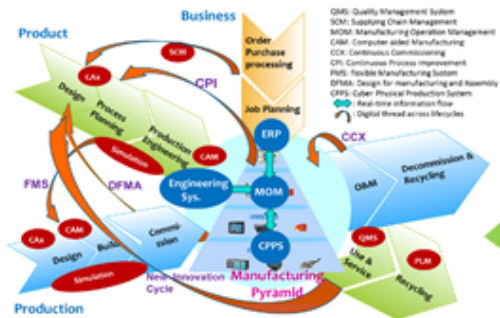 Business
Product
Order
Purchase
processing
Job Planning
SCM
CPI
CAx
Design
Process
Planning
Production
Engineering
Simulation
CAM
ERP
Engineering
Sys.
MOM
CPPS
Manufacturing
Pyramid
FMS
DFMA
CAx
CAM
Design
Build
Commi-
ssion
Simulation
Production
New-Innovation
Cycle
CCX
O&M
Decommission &
Recycling
QMS
Use &
Service
PLM
Recycling
QMS: Quality Management System
SCM: Supplying Chain Management
MOM: Manufacturing Operation Management
CAM: Computer aided Manufacturing
CCX: Continuous Commissioning
CPI: Continuous Process Improvement
FMS: flexible Manufacturing System
DFMA: Design for manufacturing and Assembly
CPPS: Cyber Physical Production System
: Real-time information flow
: Digital thread across lifecycles